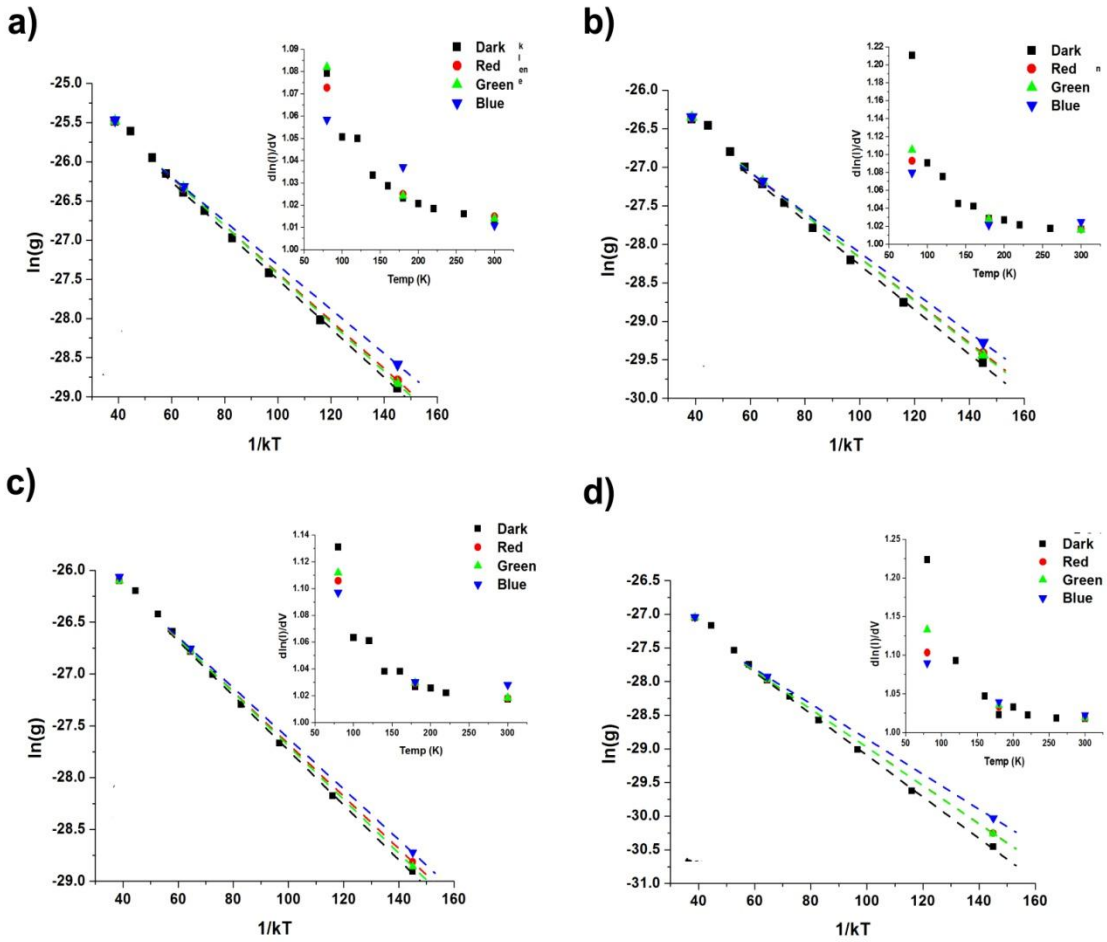 a)
-25.0
-25.5
-26.0
-26.5
-27.0
-27.5
-28.0
-28.5
-29.0
ln(g)
40 60 80 100 120 140 160
1/kT
1.09
1.08
1.07
1.06
1.05
1.04
1.03
1.02
1.01
1.00
dln(I)/dV
50 100 150 200 250 300
Temp (K)
Dark k
l
Red en
Green e
Blue
b)
-26.0
-26.5
-27.0
-27.5
-28.0
-28.5
-29.0
-29.5
-30.0
ln(g)
40 60 80 100 120 140 160
1/kT
1.22
1.20
1.18
1.16
1.14
1.12
1.10
1.08
1.06
1.04
1.02
1.00
dln(I)/dV
50 100 150 200 250 300
Temp (K)
Dark
Red n
Green
Blue
c)
-26.0
-26.5
-27.0
-27.5
-28.0
-28.5
-29.0
ln(g)
40 60 80 100 120 140 160
1/kT
1.14
1.12
1.10
1.08
1.06
1.04
1.02
1.00
dln(I)/dV
50 100 150 200 250 300
Temp (K)
Dark
Red
Green
Blue
d)
-26.5
-27.0
-27.5
-28.0
-28.5
-29.0
-29.5
-30.0
-30.5
-31.0
ln(g)
40 60 80 100 120 140 160
1/kT
1.25
1.20
1.15
1.10
1.05
1.00
dln(I)/dV
50 100 150 200 250 300
Temp (K)
Dark
Red
Green
Blue